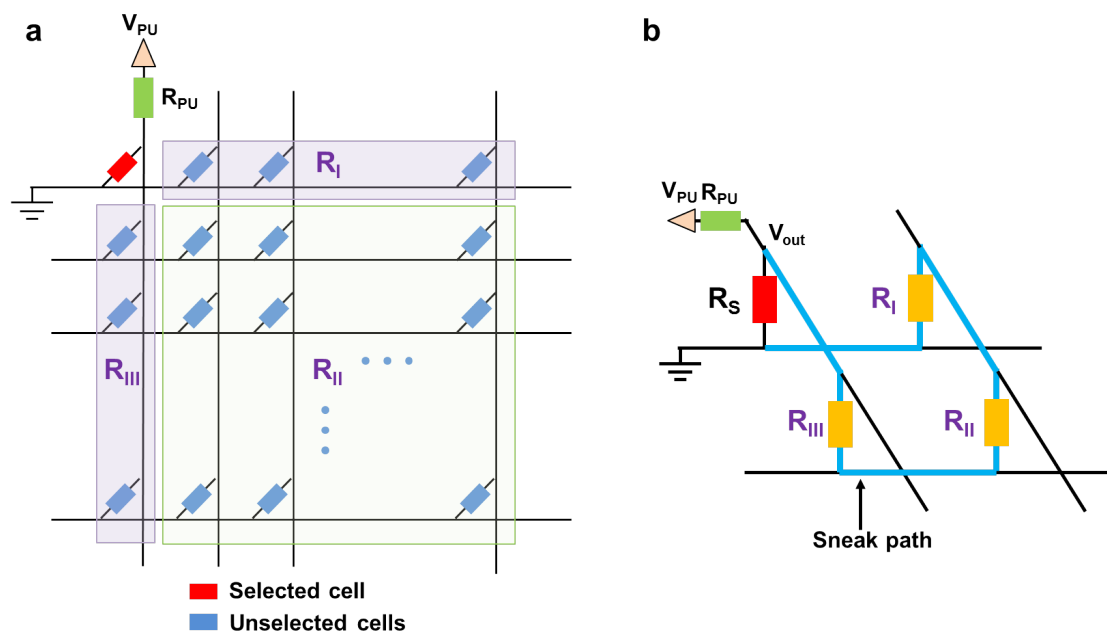 a
V_PU
R_PU
R_I
R_III
R_II
Selected cell
Unselected cells
b
V_PU R_PU
V_out
R_S
R_I
R_III
R_II
Sneak path